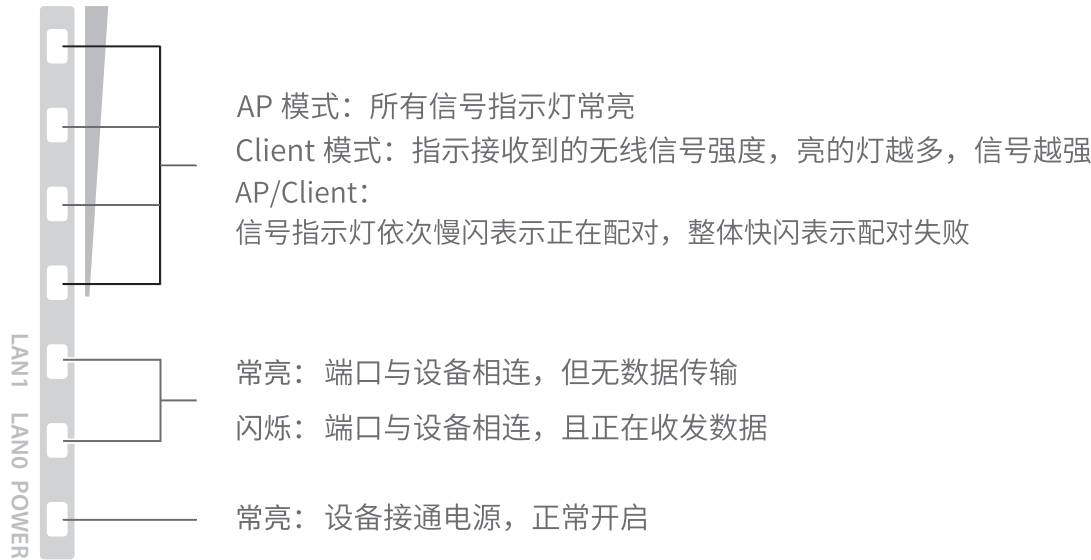 AP 模式：所有信号指示灯常亮
Client 模式：指示接收到的无线信号强度，亮的灯越多，信号越强
AP/Client：
信号指示灯依次慢闪表示正在配对，整体快闪表示配对失败
LAN1
常亮：端口与设备相连，但无数据传输
LAN0
闪烁：端口与设备相连，且正在收发数据
POWER
常亮：设备接通电源，正常开启